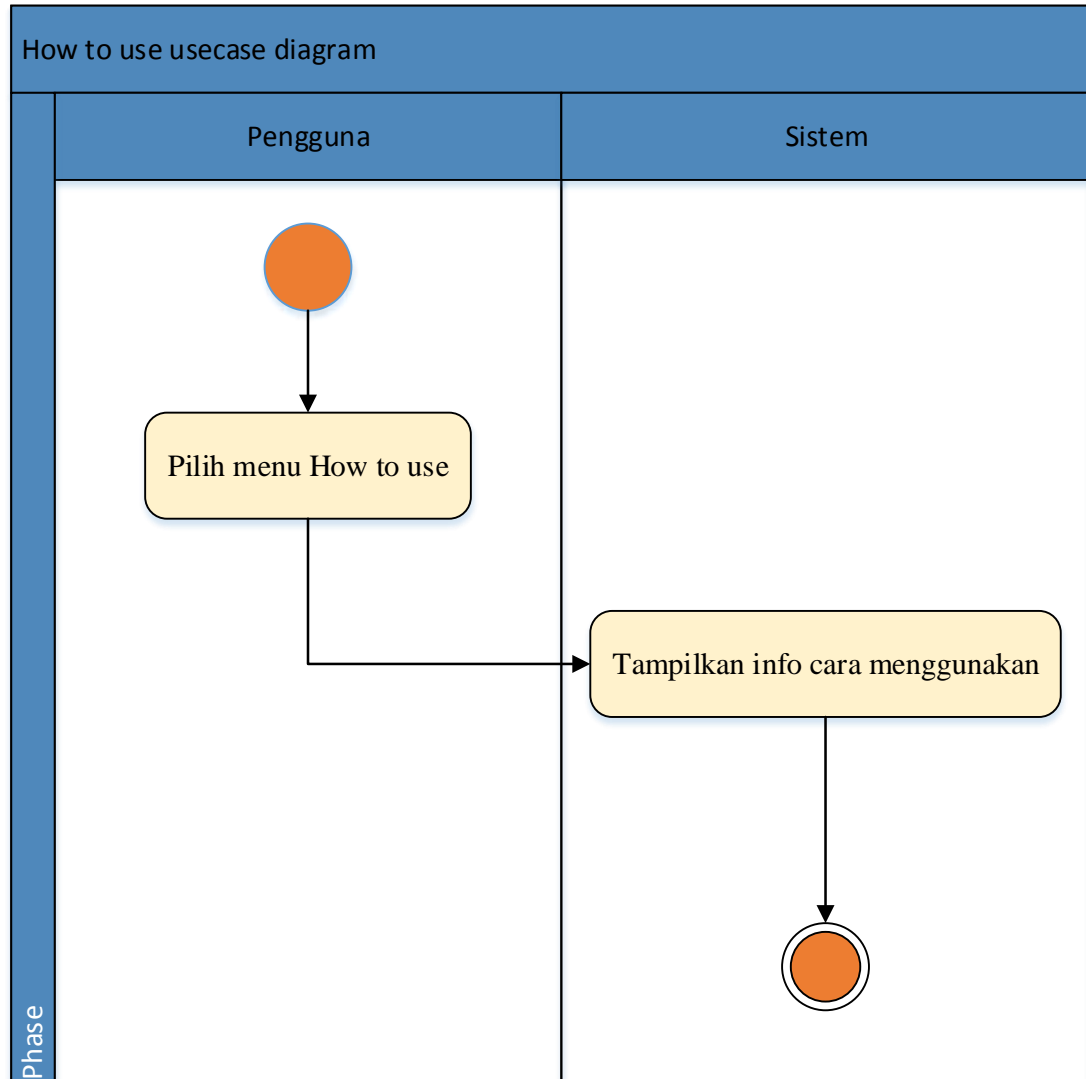 How to use usecase diagram
Pengguna
Sistem
Pilih menu How to use
Tampilkan info cara menggunakan
Phase